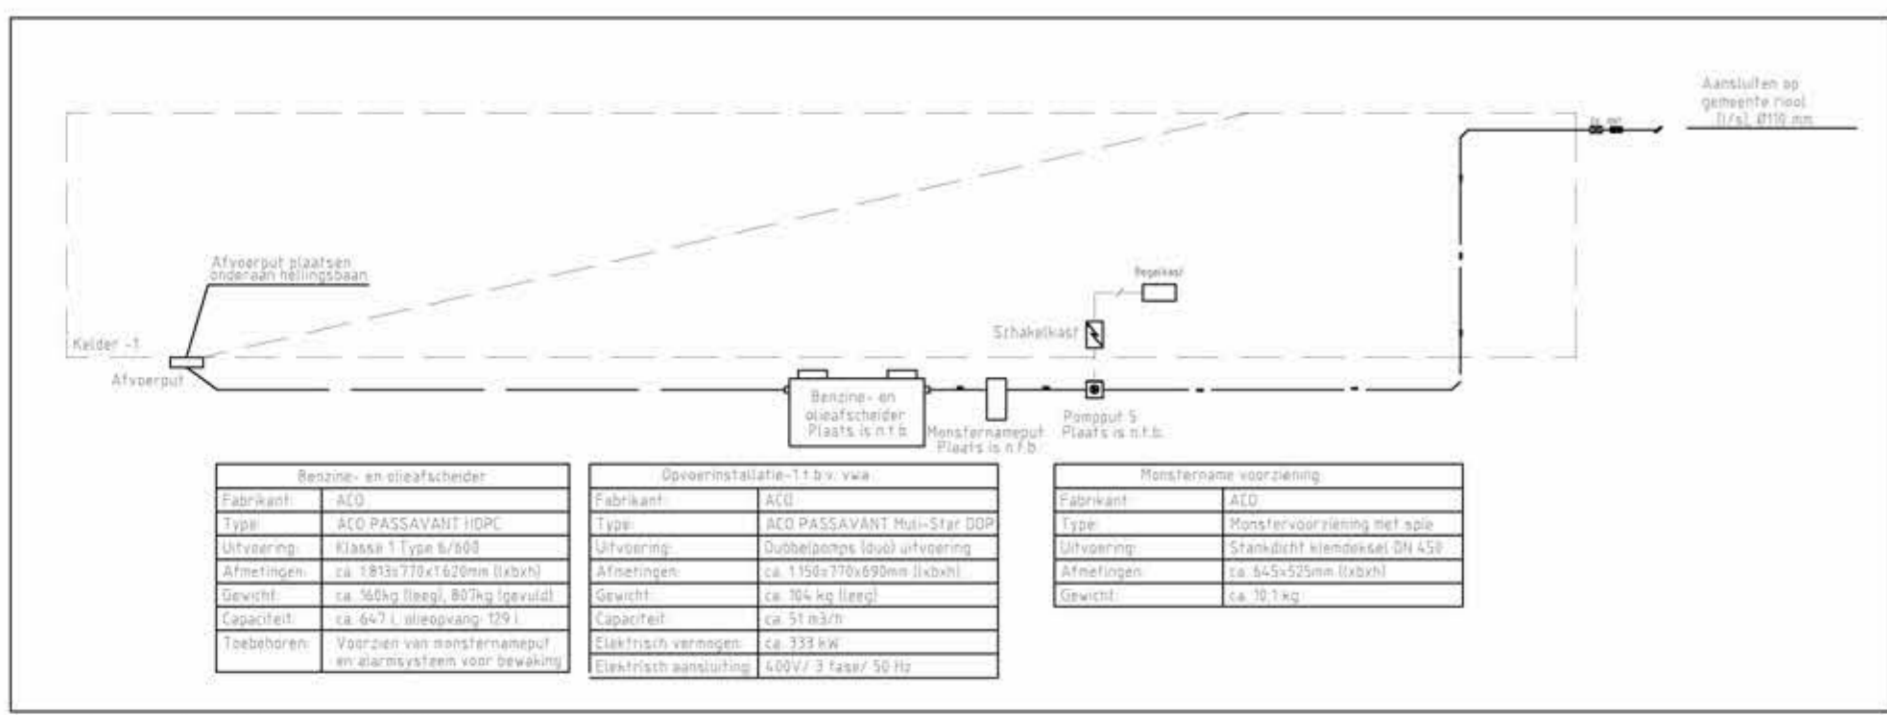 Aansluiten op
gemeente riool
(l/s), Ø110 mm
Afvoerput plaatsen
onderaan hellingsbaan
Regelkast
Schakelkast
Kelder -1
Afvoerput
Benzine- en
olieafscheider
Plaats is n.t.b.
Monsternameput
Plaats is n.t.b.
Pompput 5
Plaats is n.t.b.
Benzine- en olieafscheider
Fabrikant: ACO
Type: ACO PASSAVANT HDPC
Uitvoering: Klasse 1 Type 6/600
Afmetingen: ca. 1.813x770x1.620mm (lxbxh)
Gewicht: ca. 160kg (leeg), 807kg (gevuld)
Capaciteit: ca. 647 l, olieopvang: 129 l
Toebehoren: Voorzien van monsternameput
en alarmsysteem voor bewaking
Opvoerinstallatie-1 t.b.v. vwa
Fabrikant: ACO
Type: ACO PASSAVANT Muli-Star DDP
Uitvoering: Dubbelpomps (duo) uitvoering
Afmetingen: ca. 1.150x770x690mm (lxbxh)
Gewicht: ca. 104 kg (leeg)
Capaciteit: ca. 51 m3/h
Elektrisch vermogen: ca. 333 kW
Elektrisch aansluiting: 400V/ 3 fase/ 50 Hz
Monstername voorziening
Fabrikant: ACO
Type: Monstervoorziening met spie
Uitvoering: Stankdicht klemdeksel DN 450
Afmetingen: ca. 645x525mm (lxbxh)
Gewicht: ca. 10,1 kg